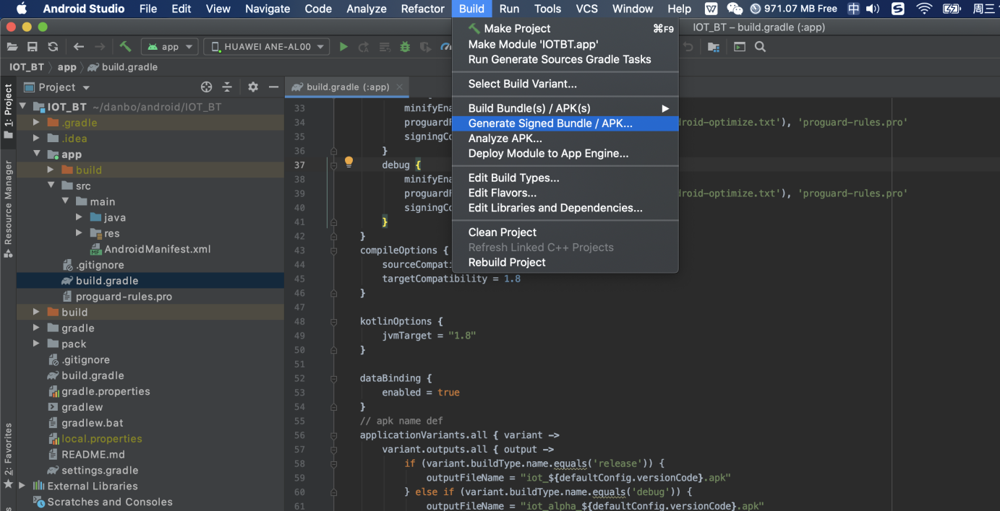 Android Studio File Edit View Navigate Code Analyze Refactor Build Run Tools VCS Window Help 971.07 MB Free 中 周三
IOT_BT – build.gradle (:app)
app HUAWEI ANE-AL00
IOT_BT app build.gradle
Make Project ⌘F9
Make Module 'IOTBT.app'
Run Generate Sources Gradle Tasks
Select Build Variant...
Build Bundle(s) / APK(s)
Generate Signed Bundle / APK...
Analyze APK...
Deploy Module to App Engine...
Edit Build Types...
Edit Flavors...
Edit Libraries and Dependencies...
Clean Project
Refresh Linked C++ Projects
Rebuild Project
1: Project
Resource Manager
2: Favorites
Project
IOT_BT ~/danbo/android/IOT_BT
.gradle
.idea
app
build
src
main
java
res
AndroidManifest.xml
.gitignore
build.gradle
proguard-rules.pro
build
gradle
pack
.gitignore
build.gradle
gradle.properties
gradlew
gradlew.bat
local.properties
README.md
settings.gradle
External Libraries
Scratches and Consoles
build.gradle (:app)
33 minifyEna
34 proguardF roid-optimize.txt'), 'proguard-rules.pro'
35 signingCo
36 }
37 debug {
38 minifyEna
39 proguardF roid-optimize.txt'), 'proguard-rules.pro'
40 signingCo
41 }
42 }
43 compileOptions {
44 sourceCompati
45 targetCompatibility = 1.8
46 }
47
48 kotlinOptions {
49 jvmTarget = "1.8"
50 }
51
52 dataBinding {
53 enabled = true
54 }
55 // apk name def
56 applicationVariants.all { variant ->
57 variant.outputs.all { output ->
58 if (variant.buildType.name.equals('release')) {
59 outputFileName = "iot_${defaultConfig.versionCode}.apk"
60 } else if (variant.buildType.name.equals('debug')) {
61 outputFileName = "iot_alpha_${defaultConfig.versionCode}.apk"